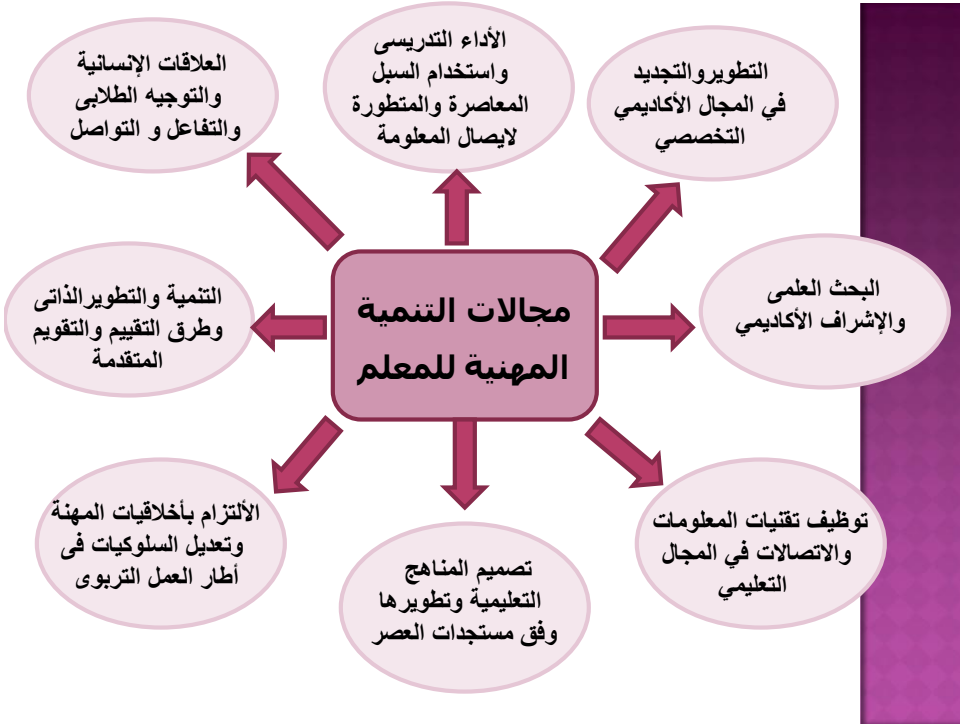 الأداء التدريسى
واستخدام السبل
المعاصرة والمتطورة
لايصال المعلومة
التطويروالتجديد
في المجال الأكاديمي
التخصصي
البحث العلمى
والإشراف الأكاديمي
توظيف تقنيات المعلومات
والاتصالات في المجال
التعليمي
تصميم المناهج
التعليمية وتطويرها
وفق مستجدات العصر
الألتزام بأخلاقيات المهنة
وتعديل السلوكيات فى
أطار العمل التربوى
التنمية والتطويرالذاتى
وطرق التقييم والتقويم
المتقدمة
العلاقات الإنسانية
والتوجيه الطلابى
والتفاعل و التواصل
مجالات التنمية
المهنية للمعلم